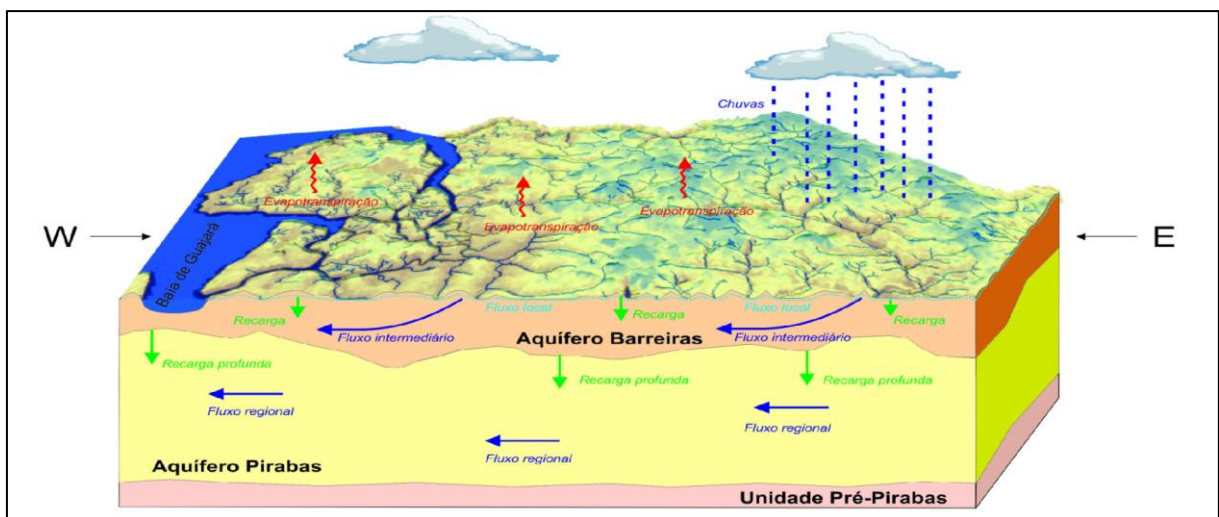 Chuvas
Evapotranspiração
Evapotranspiração
Evapotranspiração
W
E
Baia de Guajará
Fluxo local
Fluxo local
Recarga
Recarga
Recarga
Fluxo intermediário
Aquífero Barreiras
Fluxo intermediário
Recarga profunda
Recarga profunda
Recarga profunda
Fluxo regional
Fluxo regional
Fluxo regional
Aquífero Pirabas
Unidade Pré-Pirabas